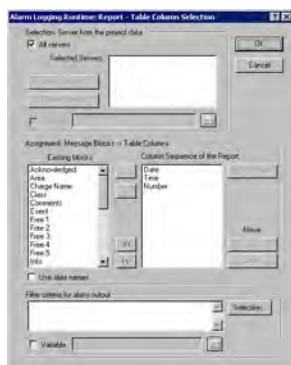 Alarm Logging Runtime: Report - Table Column Selection
Selection: Server from the project data
All servers
OK
Selected Servers
Cancel
...
Assignment: Message Blocks -> Table Columns
Existing blocks
Column Sequence of the Report
Acknowledged
Area
Charge Name
Class
Comments
Event
Free 1
Free 2
Free 3
Free 4
Free 5
Info
Date
Time
Number
Move
>>
<<
Use alias names
Filter criteria for alarm output
Selection...
Variable
...